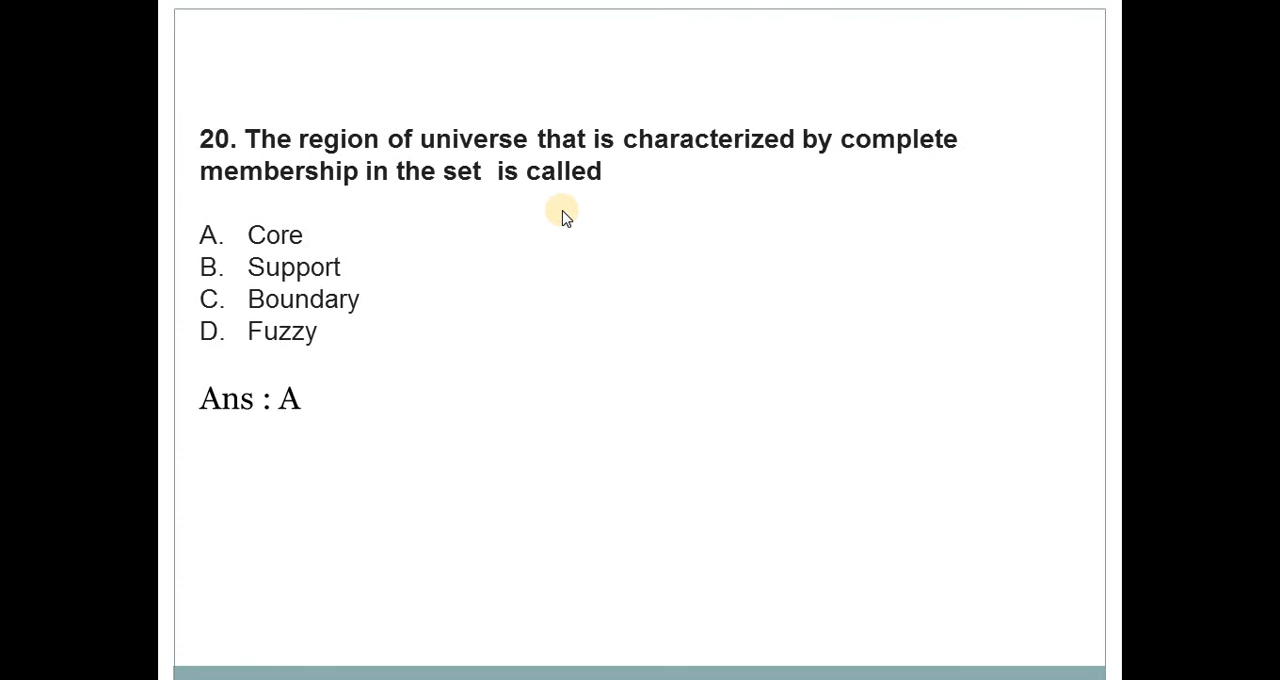 20. The region of universe that is characterized by complete
membership in the set  is called
A. Core
B. Support
C. Boundary
D. Fuzzy
Ans : A